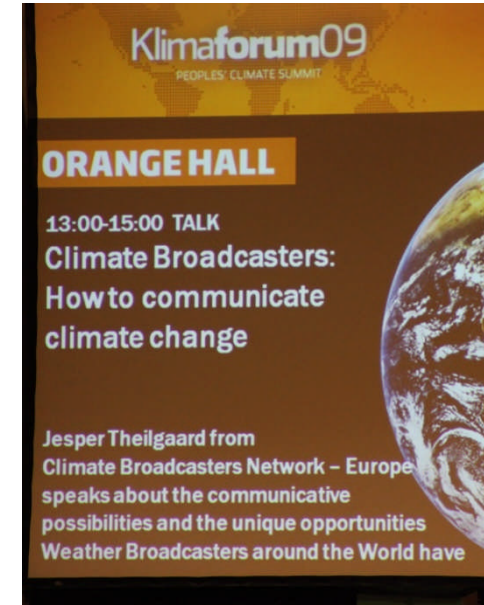 Klimaforum09
PEOPLES' CLIMATE SUMMIT
ORANGE HALL
13:00-15:00 TALK
Climate Broadcasters:
How to communicate
climate change
Jesper Theilgaard from
Climate Broadcasters Network – Europe
speaks about the communicative
possibilities and the unique opportunities
Weather Broadcasters around the World have